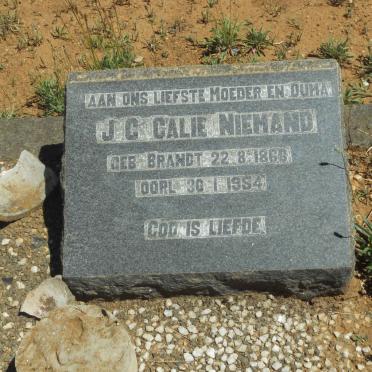 AAN ONS LIEFSTE MOEDER EN OUMA
J. C. CALIE NIEMAND
GEB. BRANDT 22.8.1868
OORL. 30.1.1954
GOD IS LIEFDE